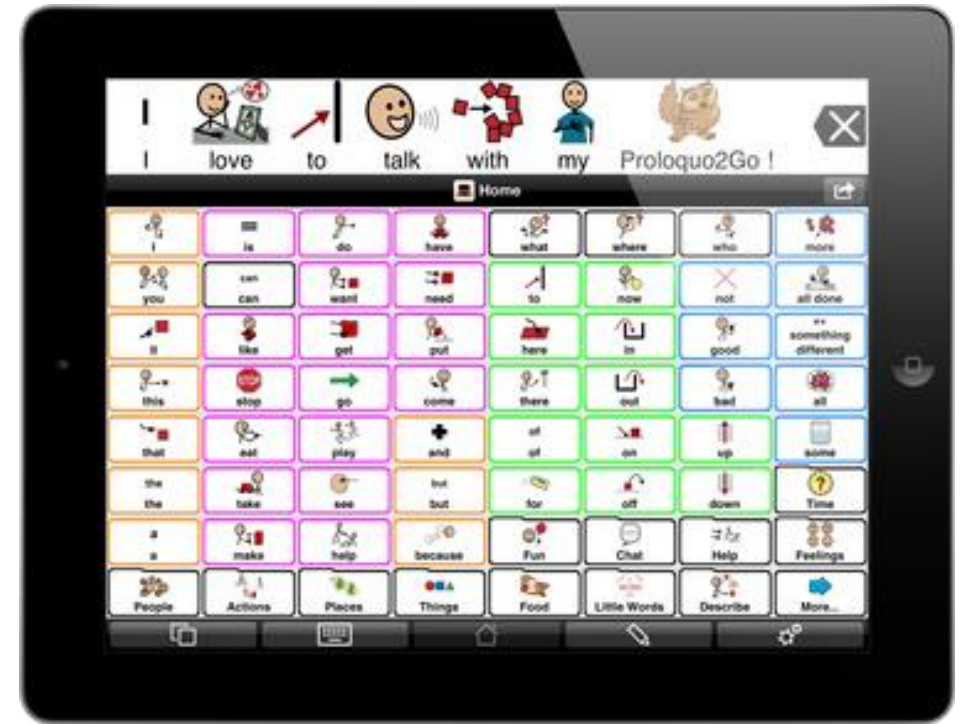 I
I love to talk with my Proloquo2Go !
Home
I is do have what where who more
can
you can want need to now not all done
it like get put here in good something different
STOP
this stop go come there out bad all
of
that eat play and of on up some
the but ?
the take see but for off down Time
a
a make help because Fun Chat Help Feelings
People Actions Places Things Food Little Words Describe More...